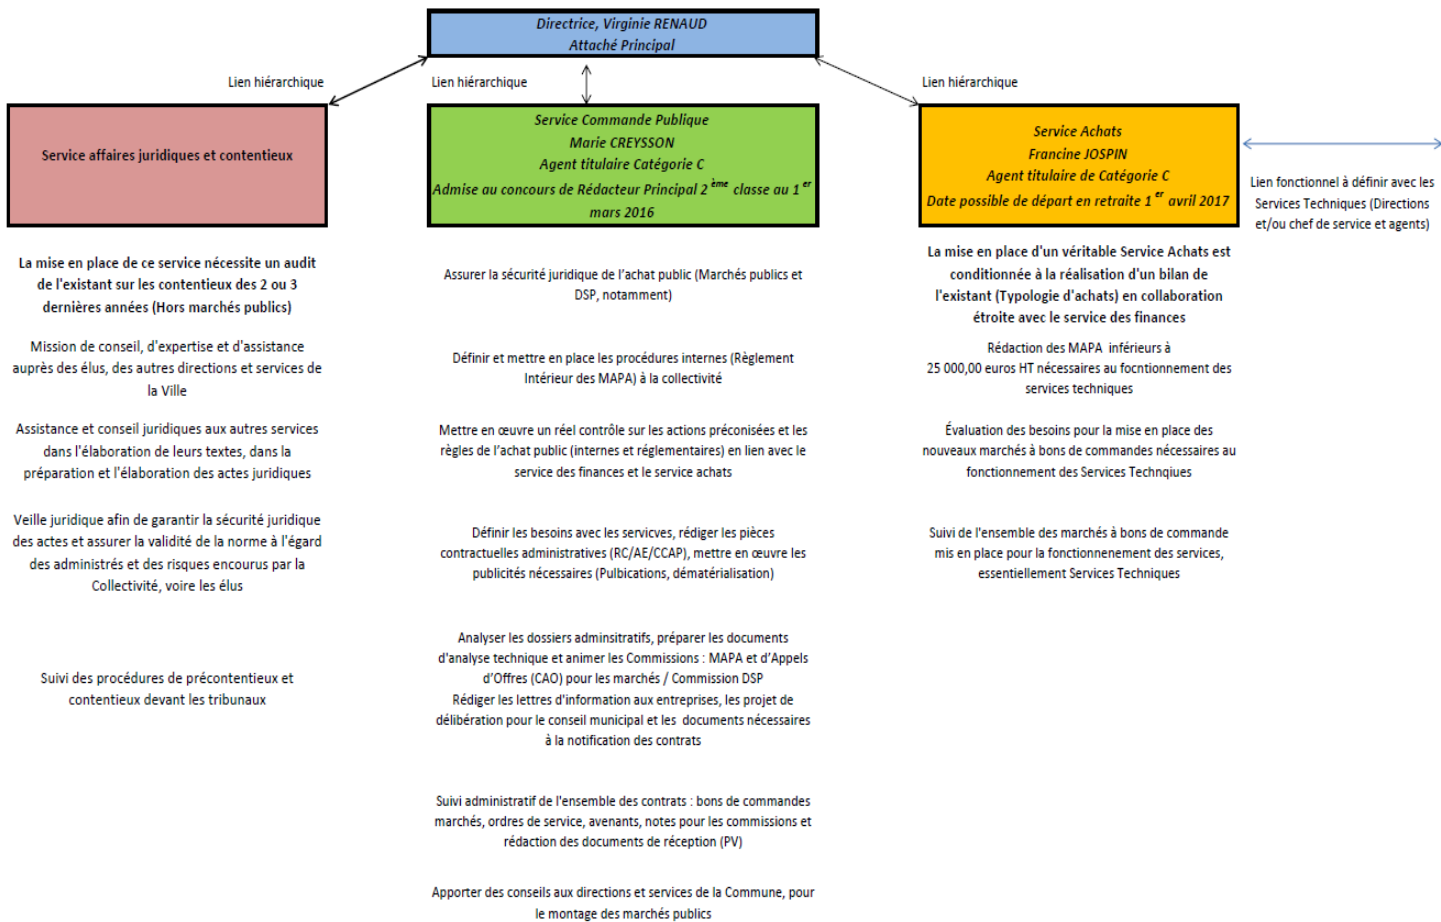 Directrice, Virginie RENAUD
Attaché Principal
Lien hiérarchique
Lien hiérarchique
Lien hiérarchique
Service affaires juridiques et contentieux
Service Commande Publique
Marie CREYSSON
Agent titulaire Catégorie C
Admise au concours de Rédacteur Principal 2 ème classe au 1 er
mars 2016
Service Achats
Francine JOSPIN
Agent titulaire de Catégorie C
Date possible de départ en retraite 1 er avril 2017
Lien fonctionnel à définir avec les
Services Techniques (Directions
et/ou chef de service et agents)
La mise en place de ce service nécessite un audit
de l'existant sur les contentieux des 2 ou 3
dernières années (Hors marchés publics)
Mission de conseil, d'expertise et d'assistance
auprès des élus, des autres directions et services de
la Ville
Assistance et conseil juridiques aux autres services
dans l'élaboration de leurs textes, dans la
préparation et l'élaboration des actes juridiques
Veille juridique afin de garantir la sécurité juridique
des actes et assurer la validité de la norme à l'égard
des administrés et des risques encourus par la
Collectivité, voire les élus
Suivi des procédures de précontentieux et
contentieux devant les tribunaux
Assurer la sécurité juridique de l'achat public (Marchés publics et
DSP, notamment)
Définir et mettre en place les procédures internes (Règlement
Intérieur des MAPA) à la collectivité
Mettre en œuvre un réel contrôle sur les actions préconisées et les
règles de l'achat public (internes et réglementaires) en lien avec le
service des finances et le service achats
Définir les besoins avec les servicves, rédiger les pièces
contractuelles administratives (RC/AE/CCAP), mettre en œuvre les
publicités nécessaires (Pulbications, dématérialisation)
Analyser les dossiers adminsitratifs, préparer les documents
d'analyse technique et animer les Commissions : MAPA et d'Appels
d'Offres (CAO) pour les marchés / Commission DSP
Rédiger les lettres d'information aux entreprises, les projet de
délibération pour le conseil municipal et les documents nécessaires
à la notification des contrats
Suivi administratif de l'ensemble des contrats : bons de commandes
marchés, ordres de service, avenants, notes pour les commissions et
rédaction des documents de réception (PV)
Apporter des conseils aux directions et services de la Commune, pour
le montage des marchés publics
La mise en place d'un véritable Service Achats est
conditionnée à la réalisation d'un bilan de
l'existant (Typologie d'achats) en collaboration
étroite avec le service des finances
Rédaction des MAPA inférieurs à
25 000,00 euros HT nécessaires au focntionnement des
services techniques
Évaluation des besoins pour la mise en place des
nouveaux marchés à bons de commandes nécessaires au
fonctionnement des Services Technqiues
Suivi de l'ensemble des marchés à bons de commande
mis en place pour la fonctionnenement des services,
essentiellement Services Techniques